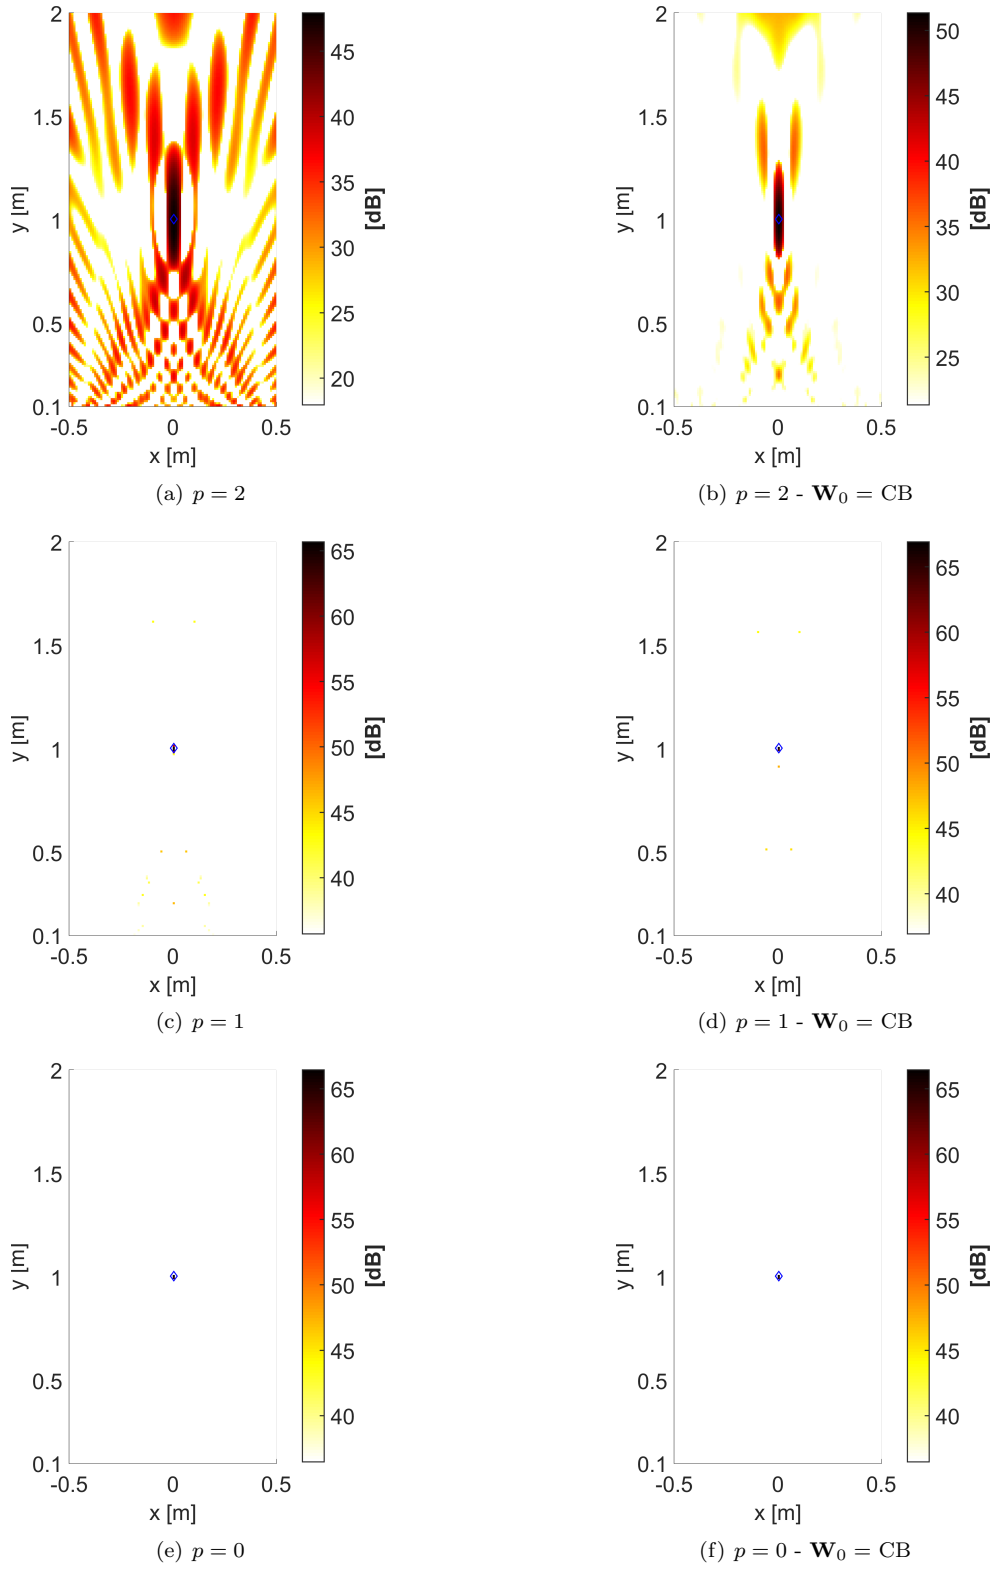 2
1.5
1
0.5
0.1
y [m]
-0.5 0 0.5
x [m]
45
40
35
30
25
20
[dB]
(a) p = 2
2
1.5
1
0.5
0.1
y [m]
-0.5 0 0.5
x [m]
50
45
40
35
30
25
[dB]
(b) p = 2 - W₀ = CB
2
1.5
1
0.5
0.1
y [m]
-0.5 0 0.5
x [m]
65
60
55
50
45
40
[dB]
(c) p = 1
2
1.5
1
0.5
0.1
y [m]
-0.5 0 0.5
x [m]
65
60
55
50
45
40
[dB]
(d) p = 1 - W₀ = CB
2
1.5
1
0.5
0.1
y [m]
-0.5 0 0.5
x [m]
65
60
55
50
45
40
[dB]
(e) p = 0
2
1.5
1
0.5
0.1
y [m]
-0.5 0 0.5
x [m]
65
60
55
50
45
40
[dB]
(f) p = 0 - W₀ = CB